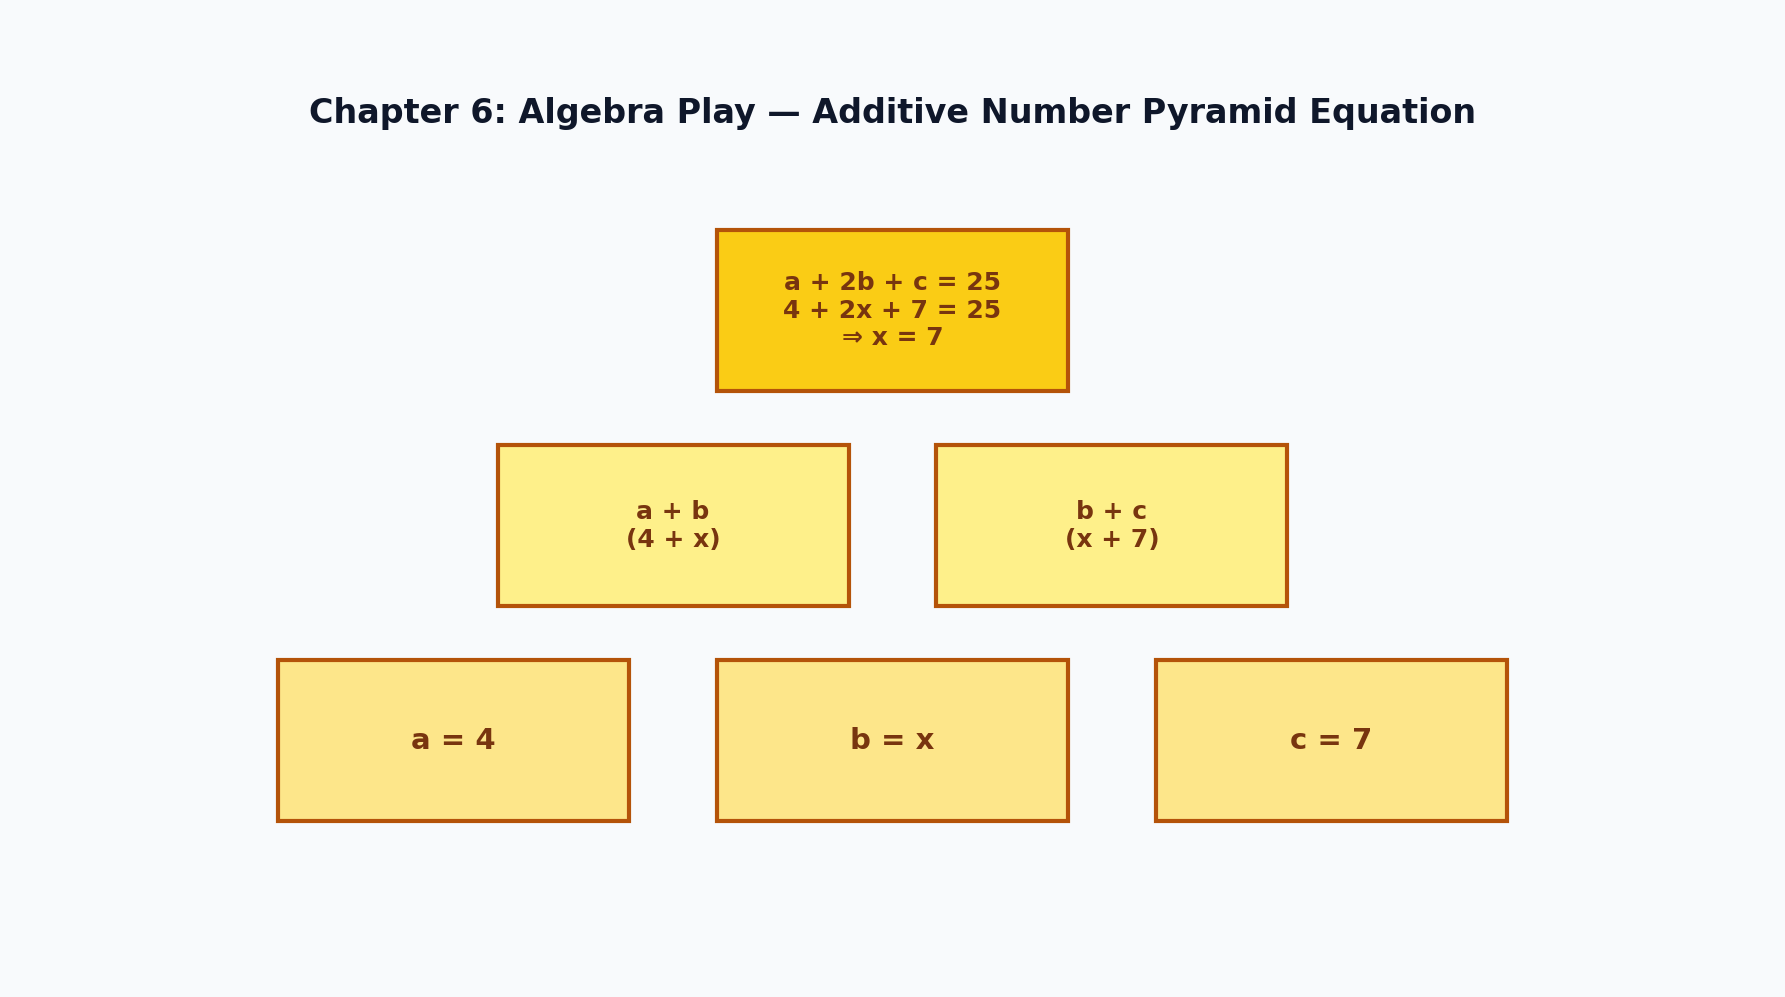 Chapter 6: Algebra Play — Additive Number Pyramid Equation
a + 2b + c = 25
4 + 2x + 7 = 25
⇒ x = 7
a + b
(4 + x)
b + c
(x + 7)
a = 4
b = x
c = 7